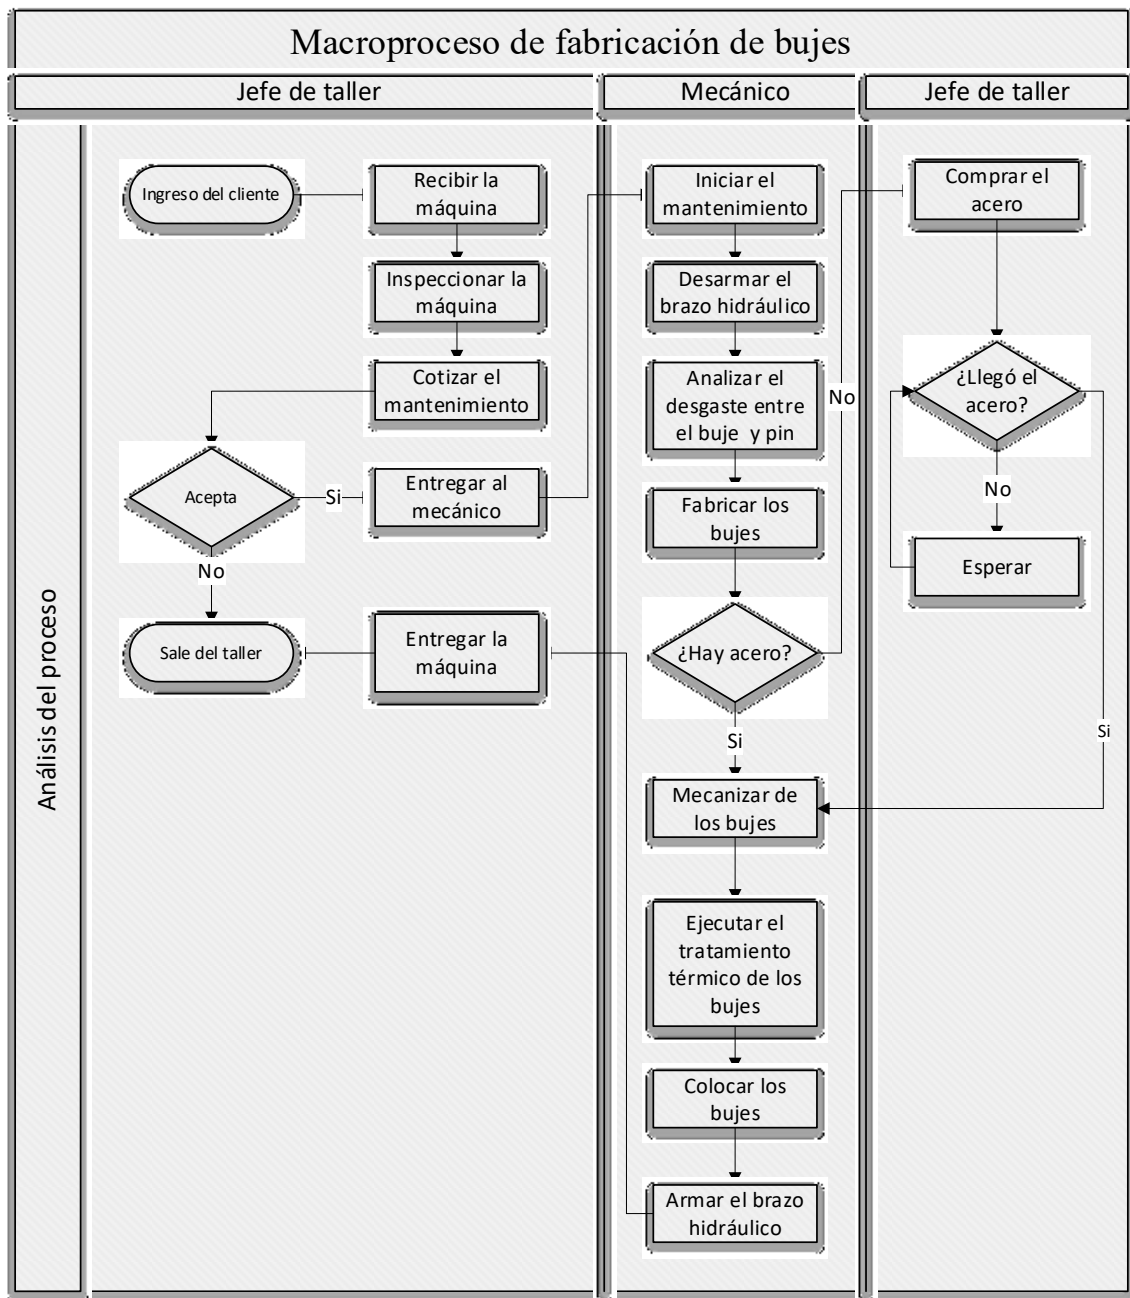 Macroproceso de fabricación de bujes
Jefe de taller
Mecánico
Jefe de taller
Análisis del proceso
Ingreso del cliente
Recibir la
máquina
Inspeccionar la
máquina
Cotizar el
mantenimiento
Acepta
Si
Entregar al
mecánico
No
Sale del taller
Entregar la
máquina
Iniciar el
mantenimiento
Desarmar el
brazo hidráulico
Analizar el
desgaste entre
el buje y pin
Fabricar los
bujes
¿Hay acero?
No
Si
Mecanizar de
los bujes
Ejecutar el
tratamiento
térmico de los
bujes
Colocar los
bujes
Armar el brazo
hidráulico
Comprar el
acero
¿Llegó el
acero?
No
Esperar
Si